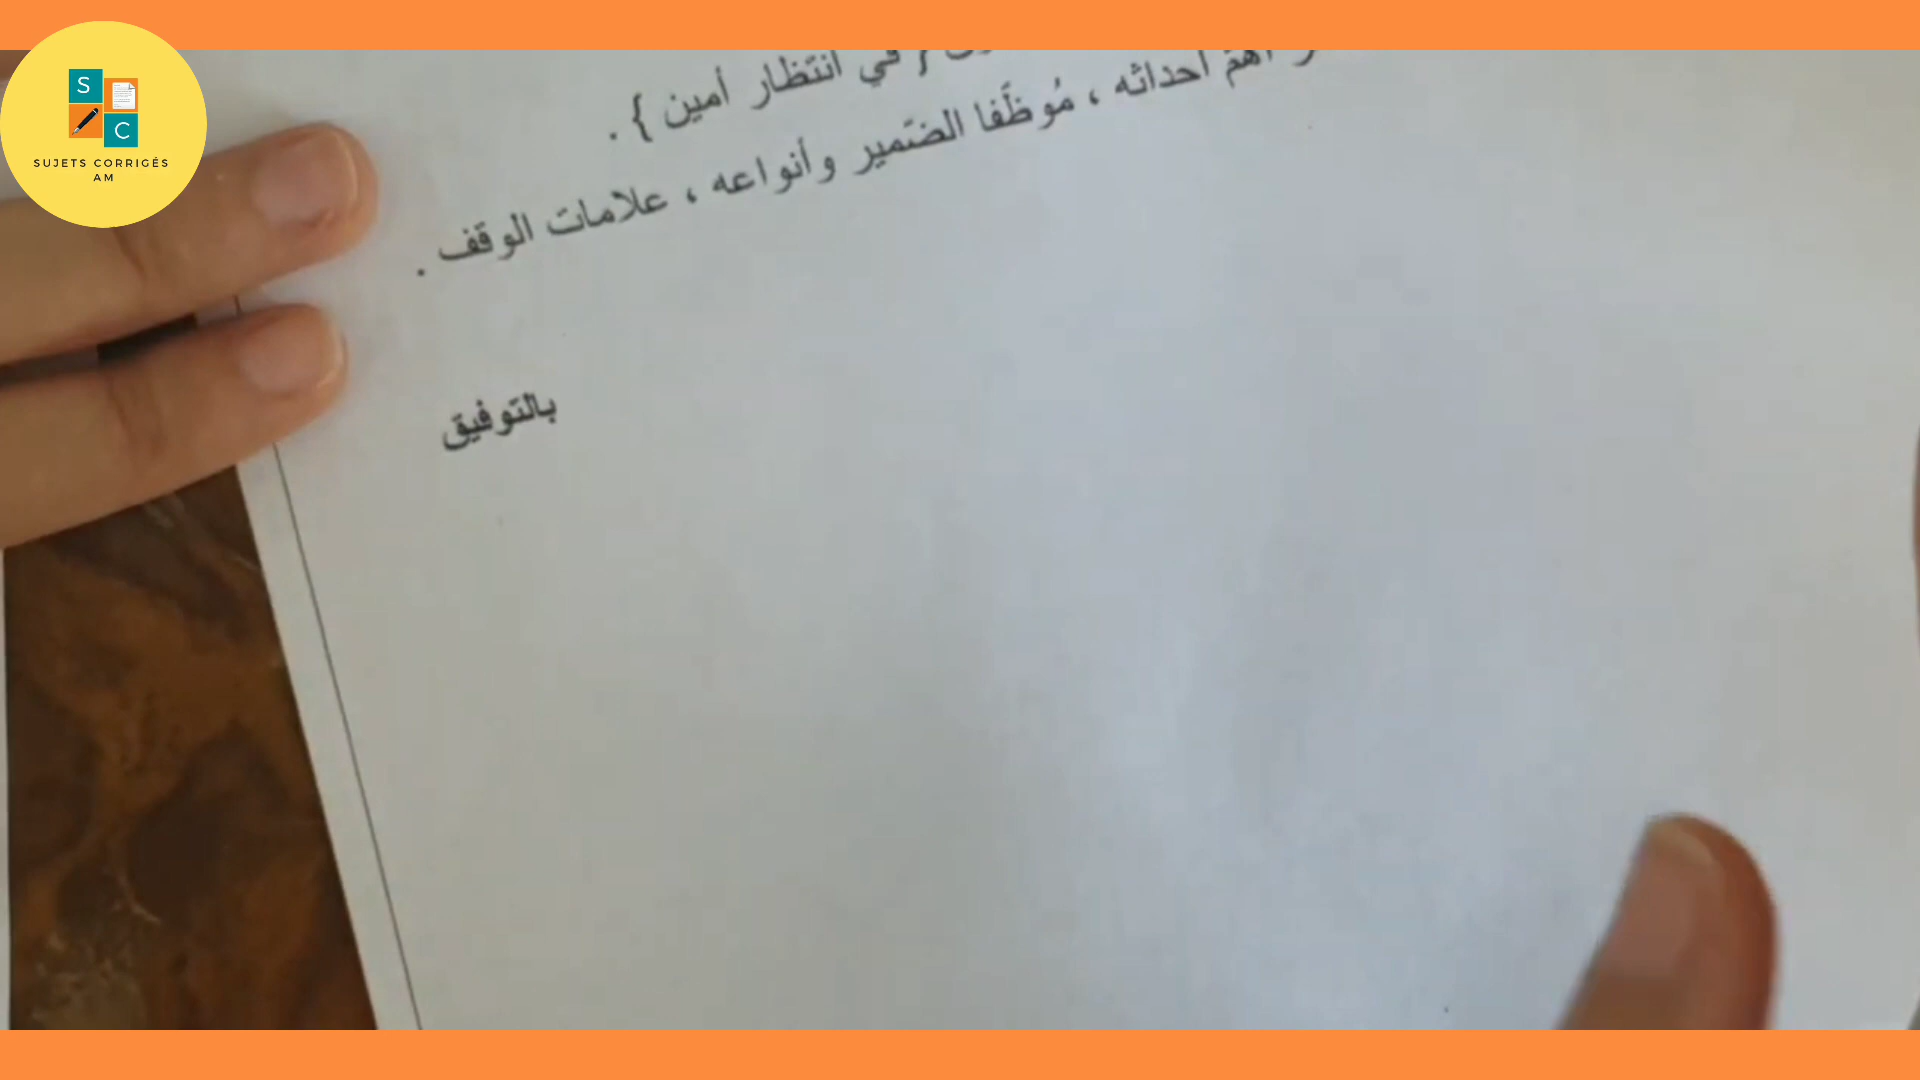 S
C
SUJETS CORRIGÉS
AM
في انتظار أمين } .
أهمّ أحداثه ، مُوظَفا الضّمير وأنواعه ، علامات الوقف .
بالتوفيق